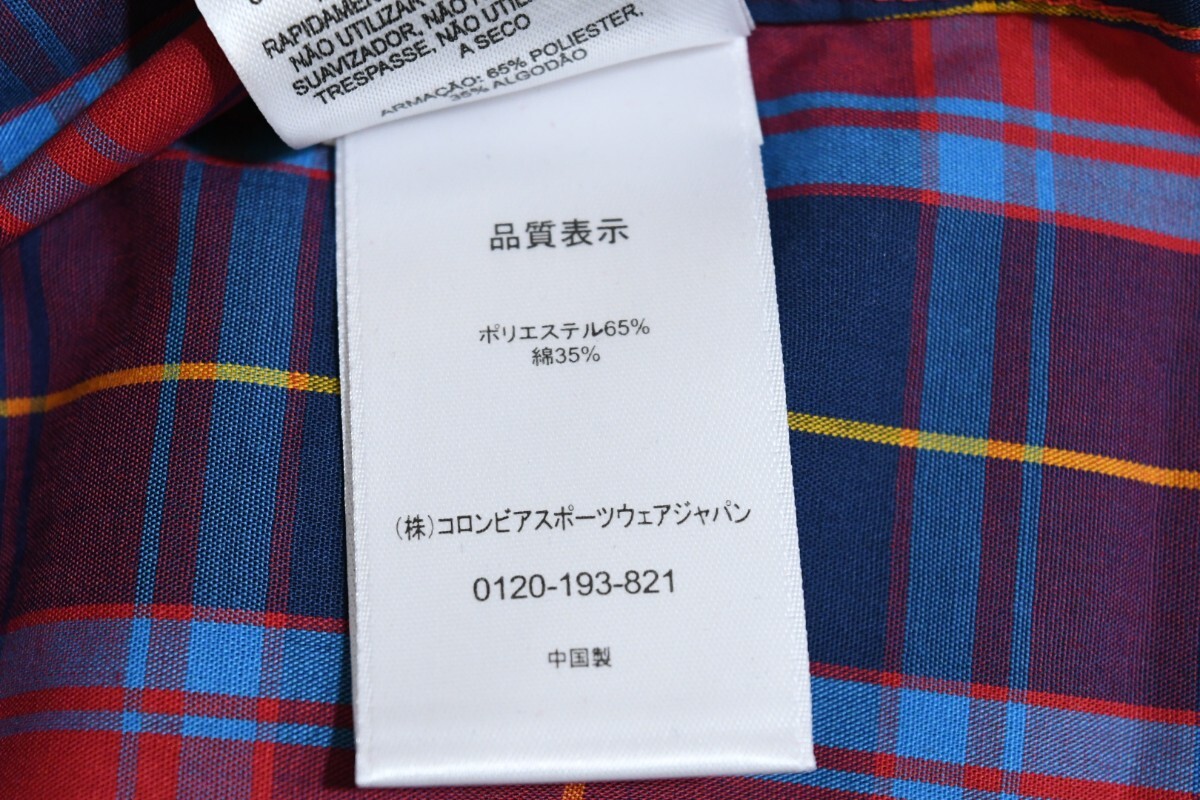 RAPIDAMEN
NÃO UTILIZAR
SUAVIZADOR. NÃO
TRESPASSE. NÃO UTILI
A SECO
ARMAÇÃO: 65% POLIESTER,
35% ALGODÃO
品質表示
ポリエステル65%
綿35%
(株)コロンビアスポーツウェアジャパン
0120-193-821
中国製